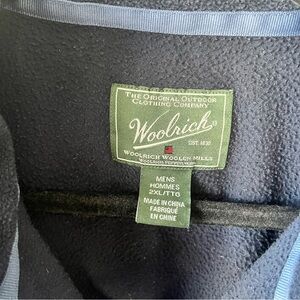 THE ORIGINAL OUTDOOR
CLOTHING COMPANY
Woolrich®
EST. 1830
WOOLRICH WOOLEN MILLS
MENS
HOMMES
2XL/TTG
MADE IN CHINA
FABRIQUÉ
EN CHINE